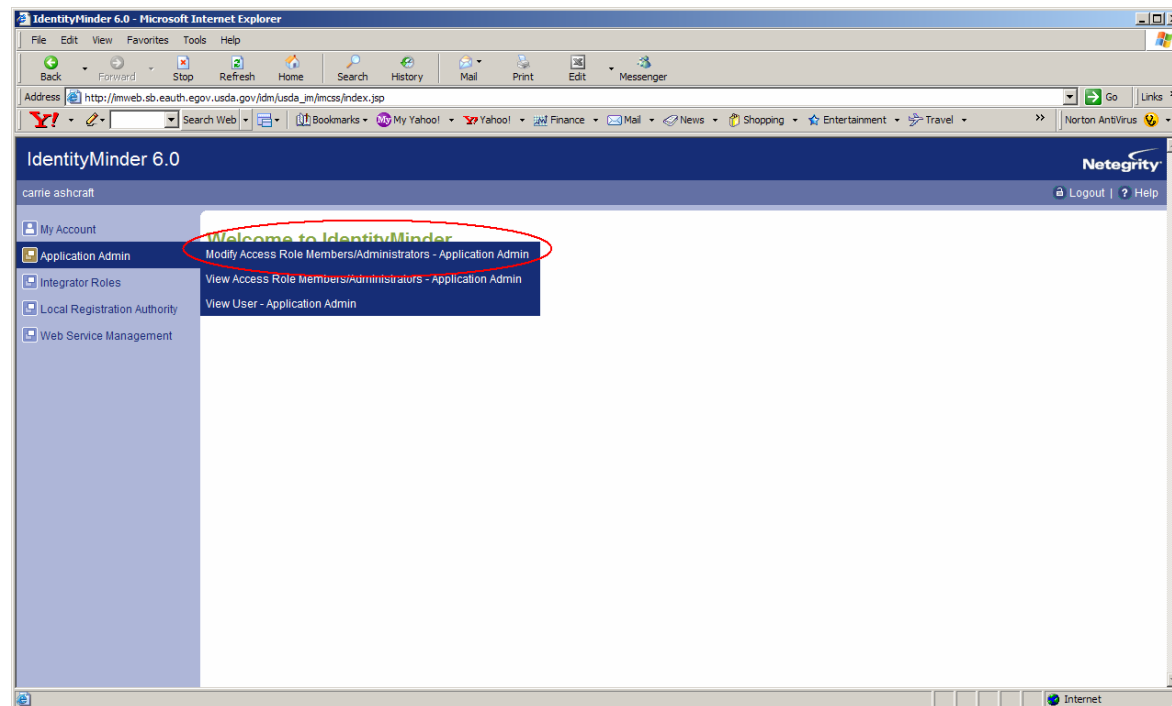 IdentityMinder 6.0 - Microsoft Internet Explorer
File Edit View Favorites Tools Help
Back Forward Stop Refresh Home Search History Mail Print Edit Messenger
Address http://imweb.sb.eauth.egov.usda.gov/idm/usda_im/imcss/index.jsp Go Links
Y! Search Web Bookmarks My Yahoo! Yahoo! Finance Mail News Shopping Entertainment Travel Norton AntiVirus
IdentityMinder 6.0
Netegrity
carrie ashcraft
Logout | ? Help
My Account
Welcome to IdentityMinder
Application Admin
Modify Access Role Members/Administrators - Application Admin
Integrator Roles
View Access Role Members/Administrators - Application Admin
Local Registration Authority
View User - Application Admin
Web Service Management
Internet